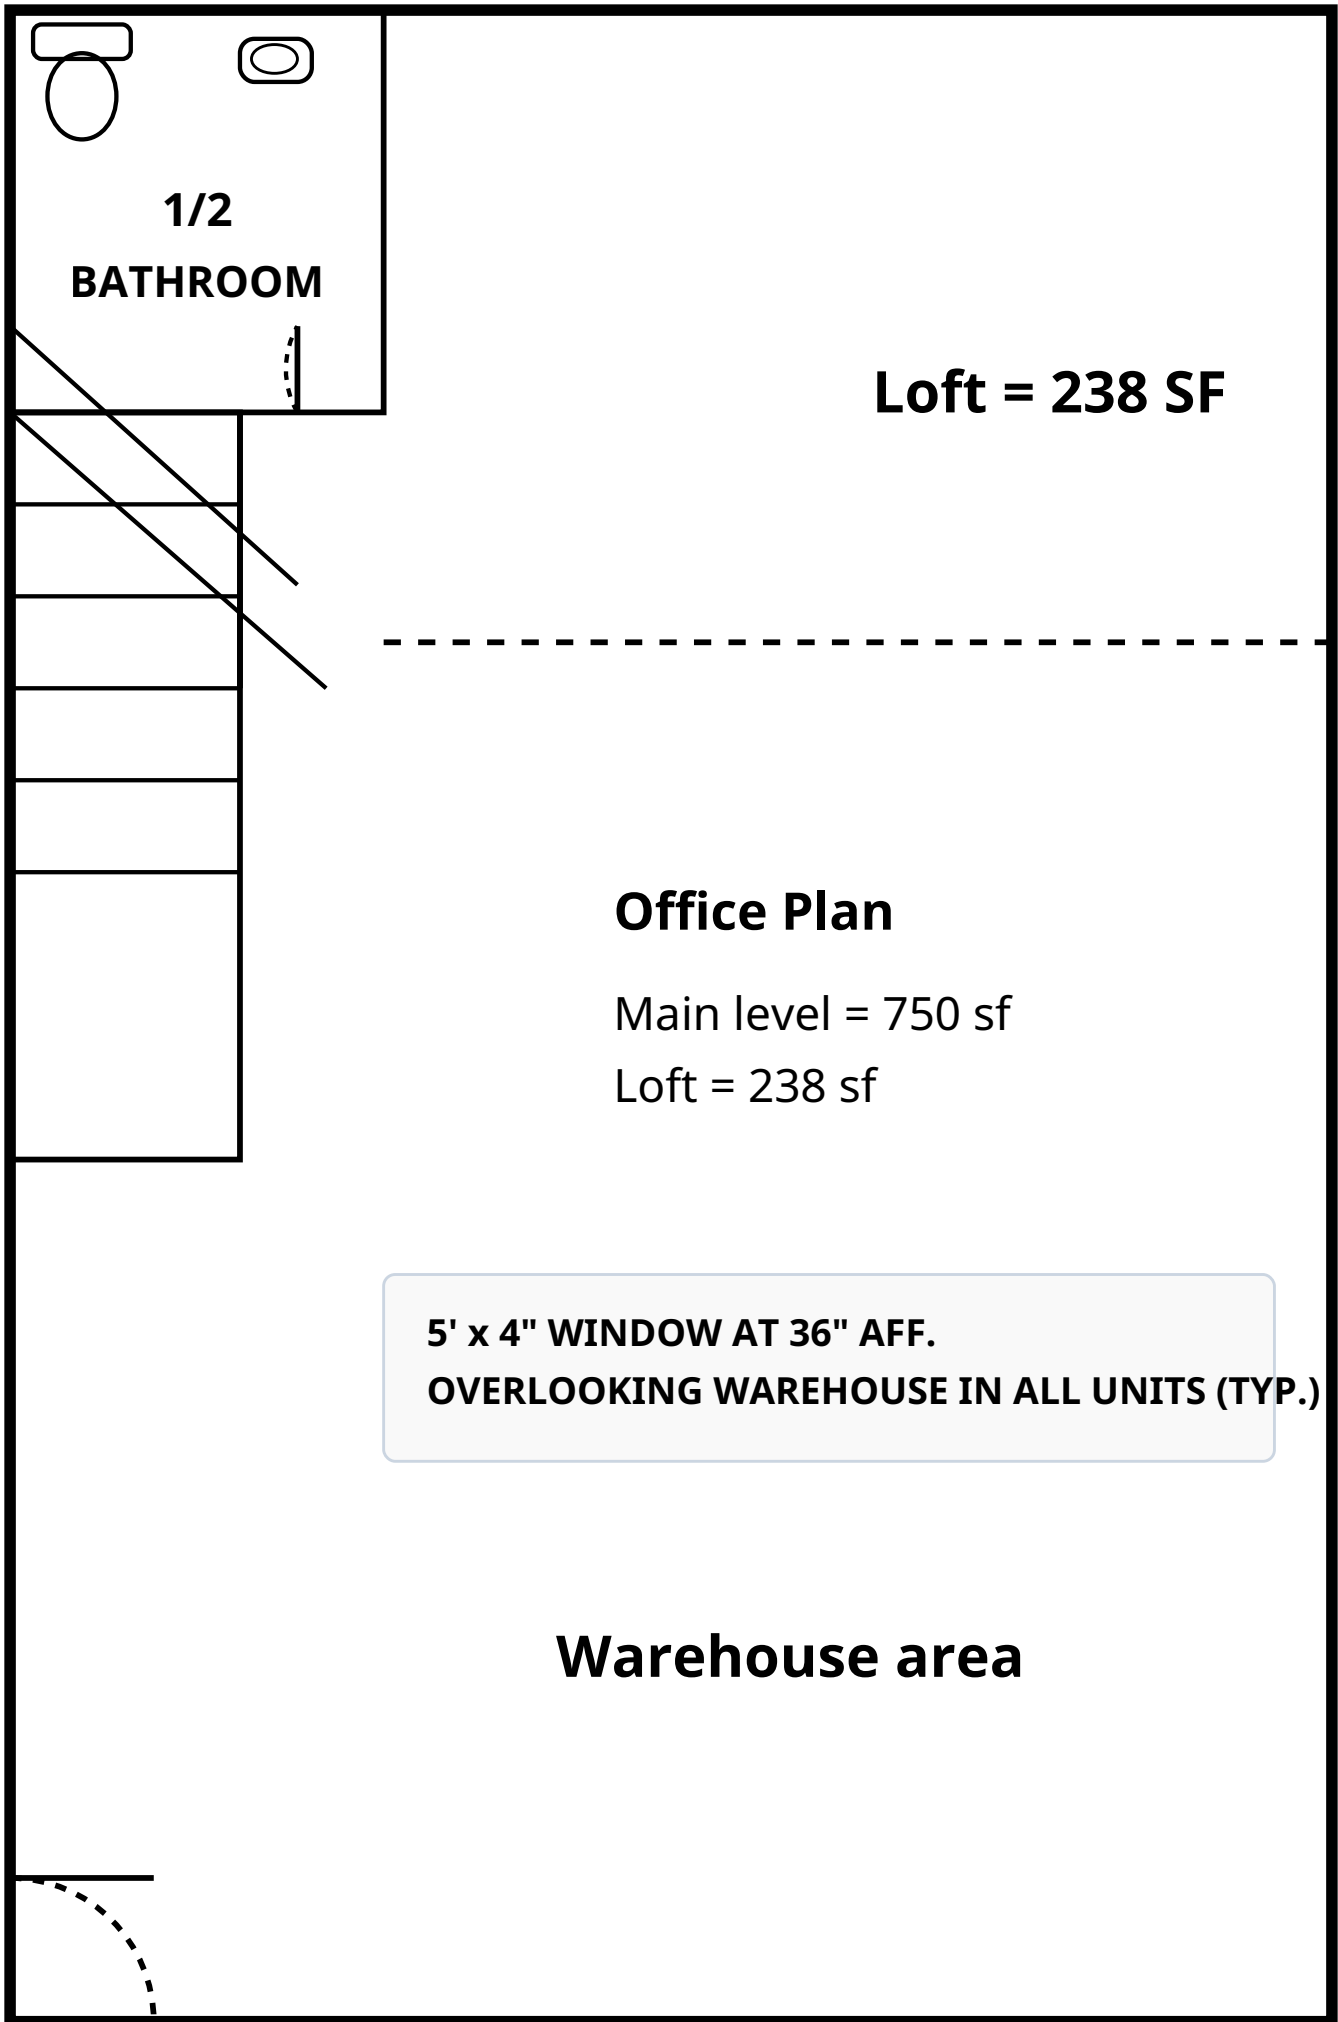 1/2
BATHROOM
Loft = 238 SF
Office Plan
Main level = 750 sf
Loft = 238 sf
5' x 4" WINDOW AT 36" AFF.
OVERLOOKING WAREHOUSE IN ALL UNITS (TYP.)
Warehouse area